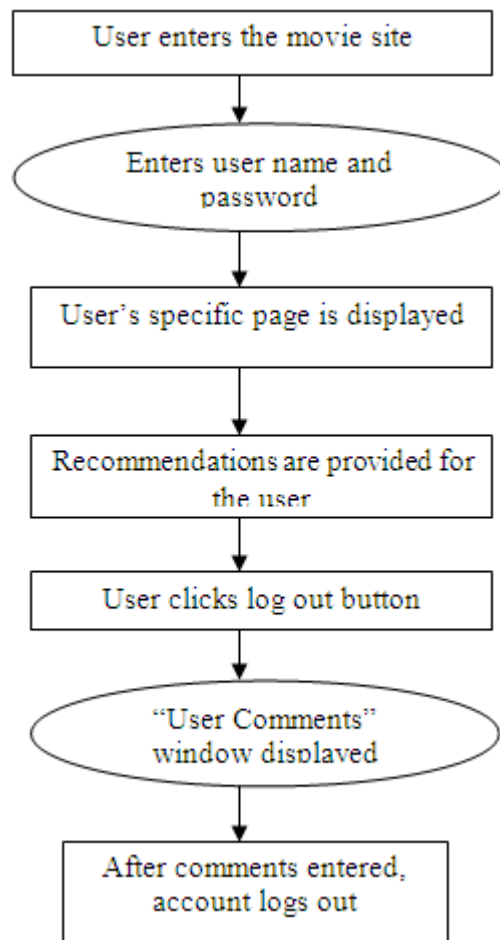 User enters the movie site
Enters user name and
password
User’s specific page is displayed
Recommendations are provided for
the user
User clicks log out button
“User Comments”
window displayed
After comments entered,
account logs out